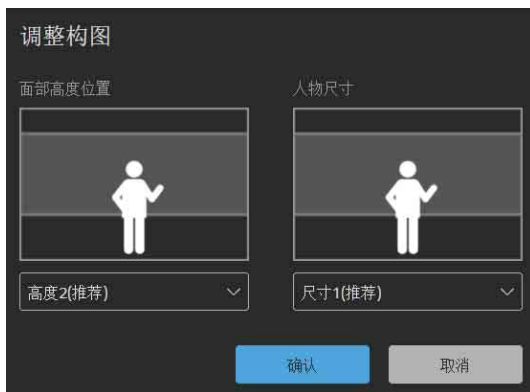 调整构图
面部高度位置
人物尺寸
高度2(推荐)
尺寸1(推荐)
确认
取消